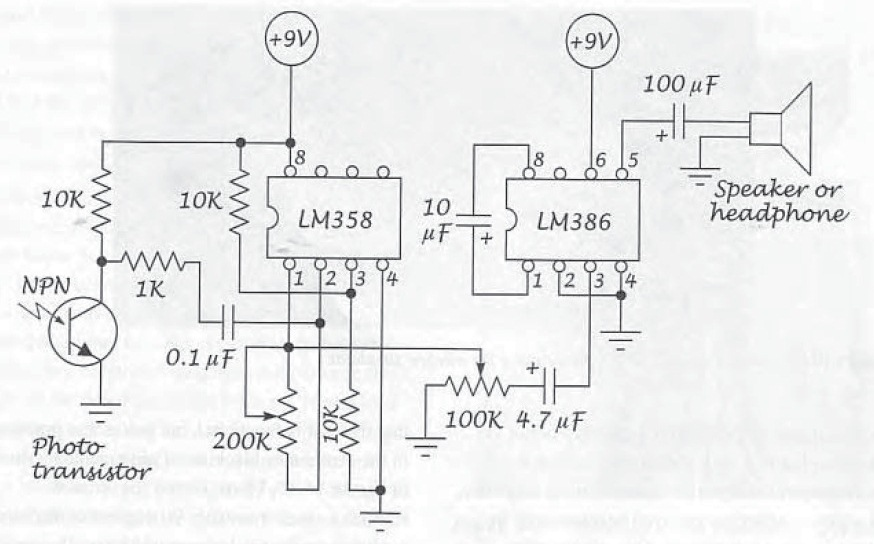 +9V
+9V
100 µF
8
8
6
5
10K
10K
LM358
10
µF
LM386
Speaker or
headphone
NPN
1K
1
2
3
4
1
2
3
4
0.1 µF
200K
10K
100K
4.7 µF
Photo-
transistor